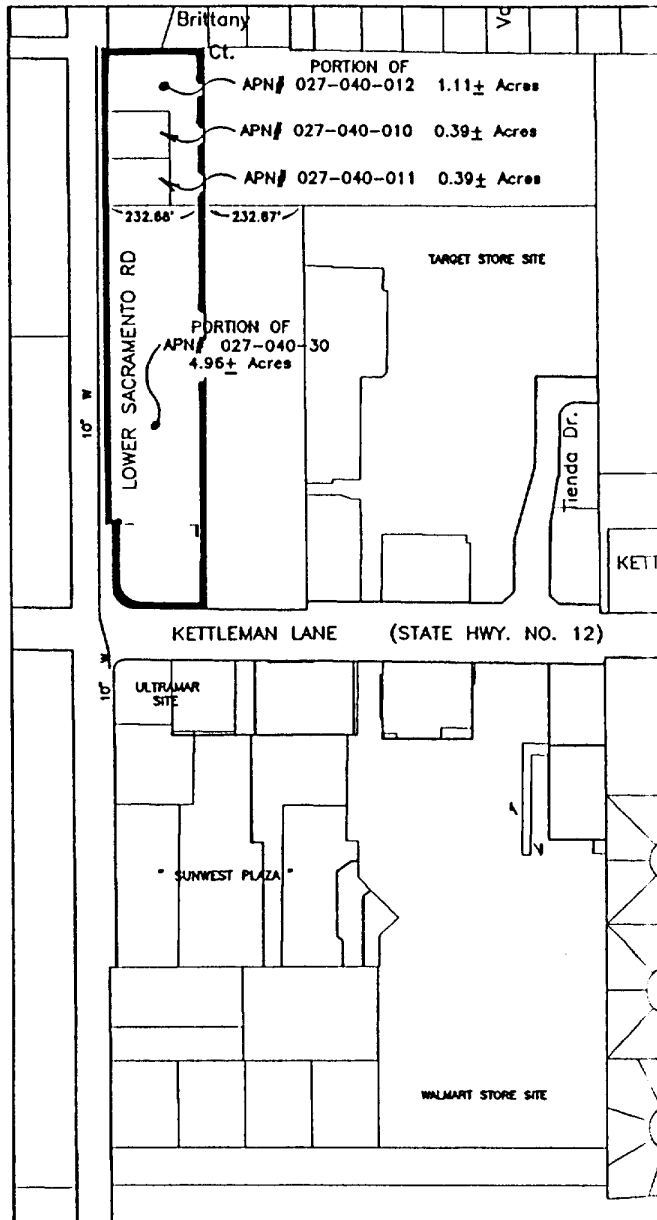 Brittany
Ct.
PORTION OF
APN# 027-040-012 1.11± Acres
APN# 027-040-010 0.39± Acres
APN# 027-040-011 0.39± Acres
232.68'
232.67'
TARGET STORE SITE
LOWER SACRAMENTO RD
PORTION OF
APN# 027-040-30
4.96± Acres
10" W
Tienda Dr.
KETT
KETTLEMAN LANE (STATE HWY. NO. 12)
10" W
ULTRAMAR
SITE
" SUNWEST PLAZA "
WALMART STORE SITE